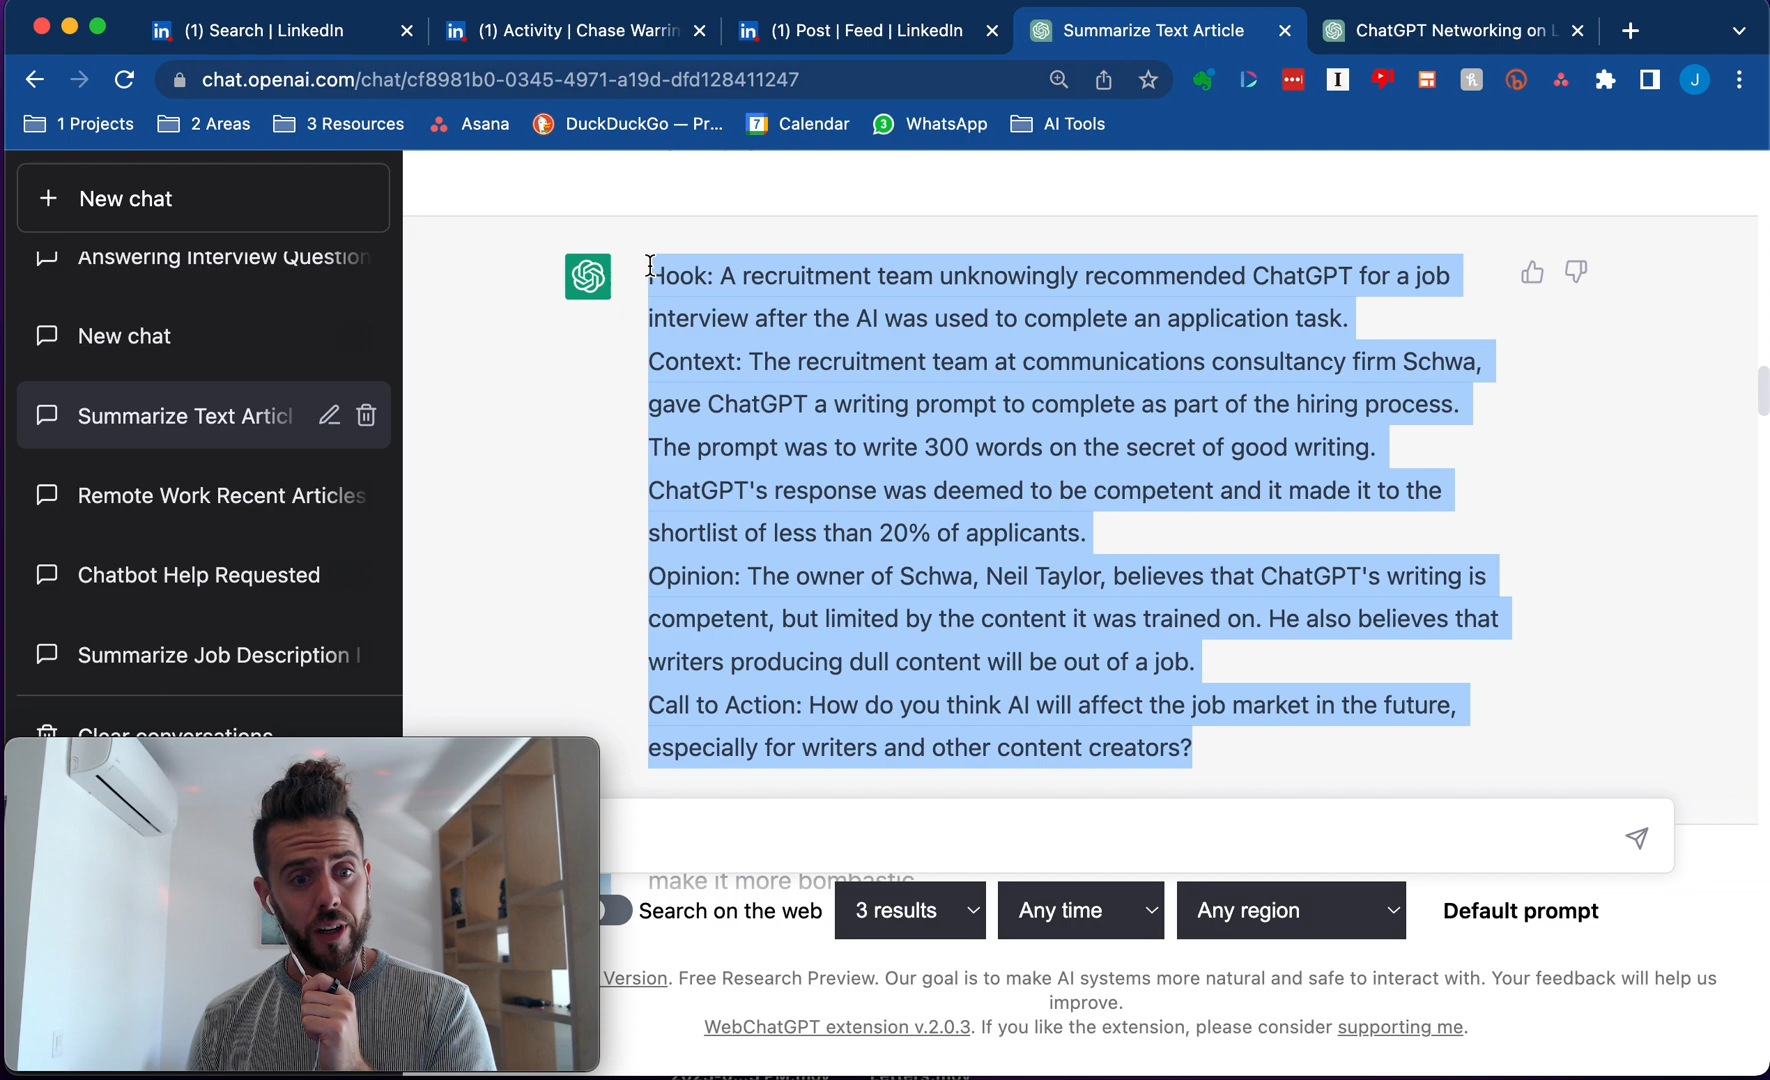 (1) Search | LinkedIn
(1) Activity | Chase Warrin
(1) Post | Feed | LinkedIn
Summarize Text Article
ChatGPT Networking on L
chat.openai.com/chat/cf8981b0-0345-4971-a19d-dfd128411247
J
1 Projects
2 Areas
3 Resources
Asana
DuckDuckGo — Pr...
7
Calendar
3
WhatsApp
AI Tools
New chat
Answering Interview Question
New chat
Summarize Text Articl
Remote Work Recent Articles
Chatbot Help Requested
Summarize Job Description I
Clear conversations
Hook: A recruitment team unknowingly recommended ChatGPT for a job
interview after the AI was used to complete an application task.
Context: The recruitment team at communications consultancy firm Schwa,
gave ChatGPT a writing prompt to complete as part of the hiring process.
The prompt was to write 300 words on the secret of good writing.
ChatGPT's response was deemed to be competent and it made it to the
shortlist of less than 20% of applicants.
Opinion: The owner of Schwa, Neil Taylor, believes that ChatGPT's writing is
competent, but limited by the content it was trained on. He also believes that
writers producing dull content will be out of a job.
Call to Action: How do you think AI will affect the job market in the future,
especially for writers and other content creators?
make it more bombastic
Search on the web
3 results
Any time
Any region
Default prompt
Version. Free Research Preview. Our goal is to make AI systems more natural and safe to interact with. Your feedback will help us
improve.
WebChatGPT extension v.2.0.3. If you like the extension, please consider supporting me.